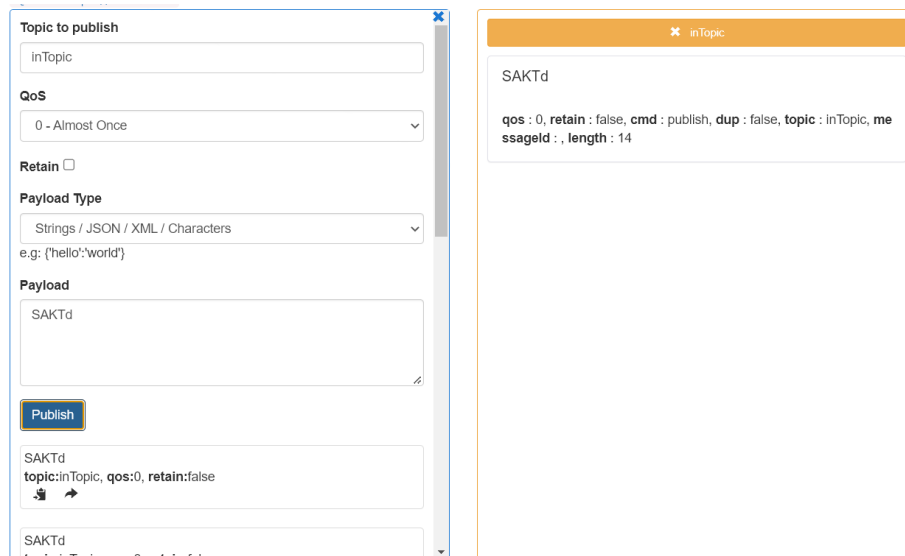 Topic to publish
inTopic
QoS
0 - Almost Once
Retain
Payload Type
Strings / JSON / XML / Characters
e.g: {'hello':'world'}
Payload
SAKTd
Publish
SAKTd
topic:inTopic, qos:0, retain:false
SAKTd
inTopic
SAKTd
qos : 0, retain : false, cmd : publish, dup : false, topic : inTopic, me
ssageId : , length : 14